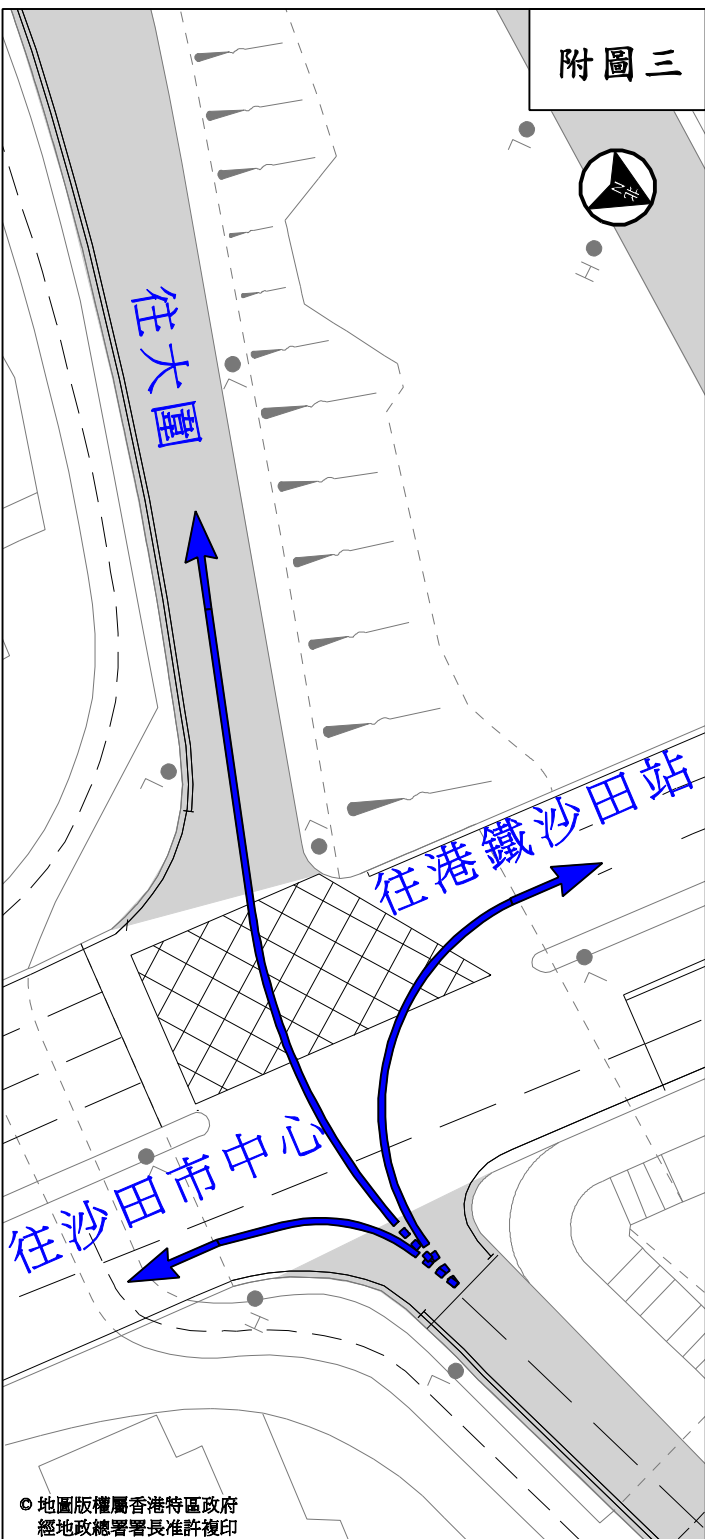 附圖三
北
N
往大圍
往港鐵沙田站
往沙田市中心
© 地圖版權屬香港特區政府
經地政總署署長准許複印